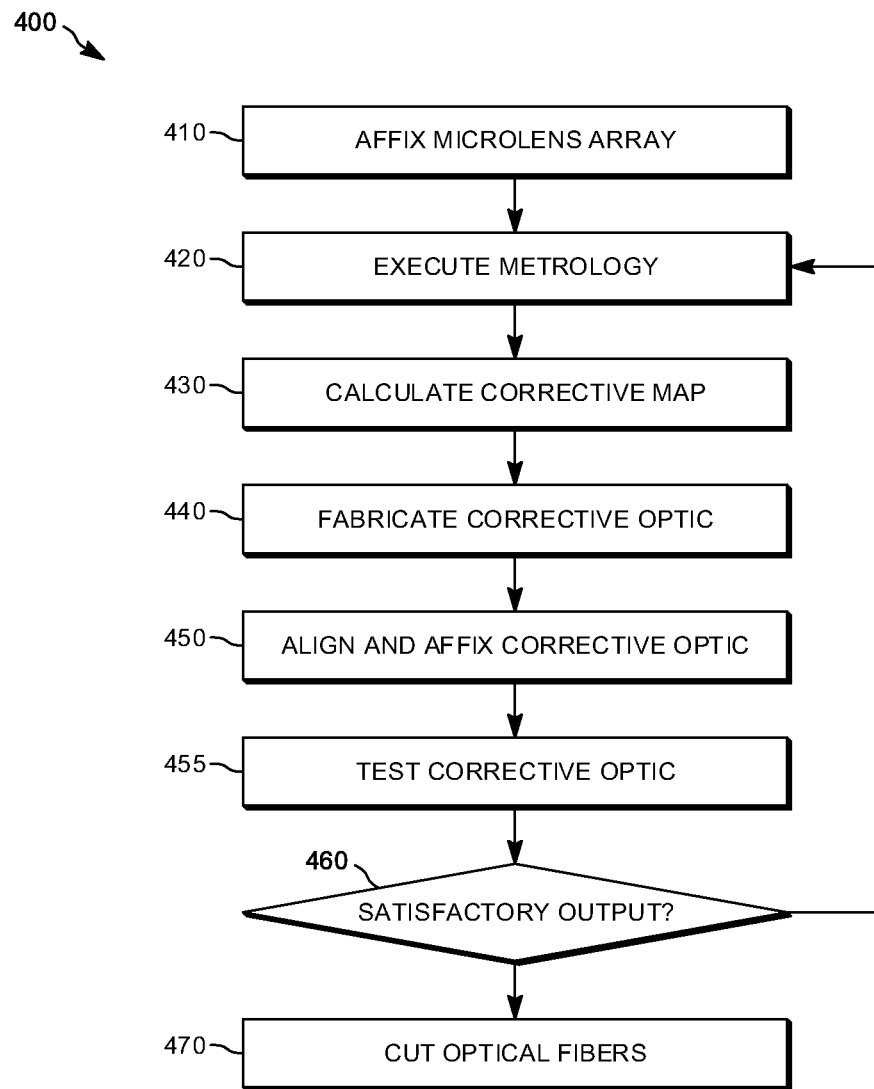 400
410
AFFIX MICROLENS ARRAY
420
EXECUTE METROLOGY
430
CALCULATE CORRECTIVE MAP
440
FABRICATE CORRECTIVE OPTIC
450
ALIGN AND AFFIX CORRECTIVE OPTIC
455
TEST CORRECTIVE OPTIC
460
SATISFACTORY OUTPUT?
470
CUT OPTICAL FIBERS